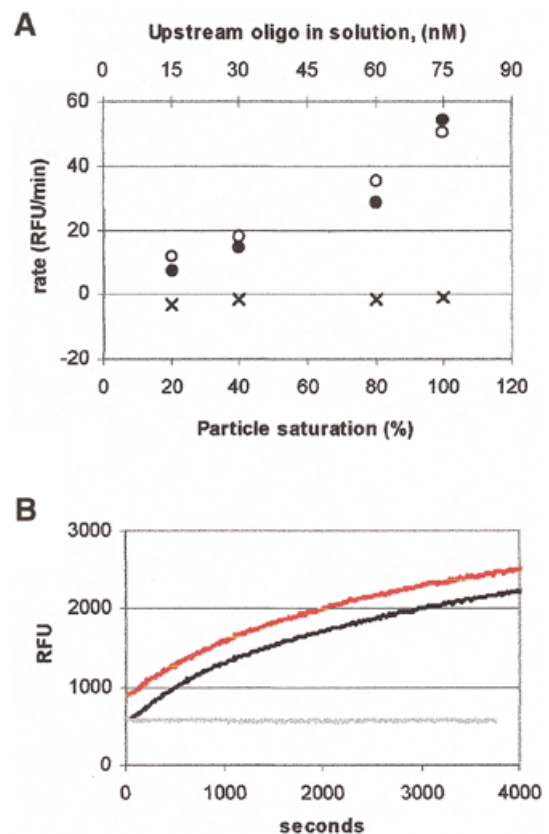 A
Upstream oligo in solution, (nM)
0 15 30 45 60 75 90
60
40
20
0
-20
rate (RFU/min)
0 20 40 60 80 100 120
Particle saturation (%)
B
3000
2000
1000
0
RFU
0 1000 2000 3000 4000
seconds